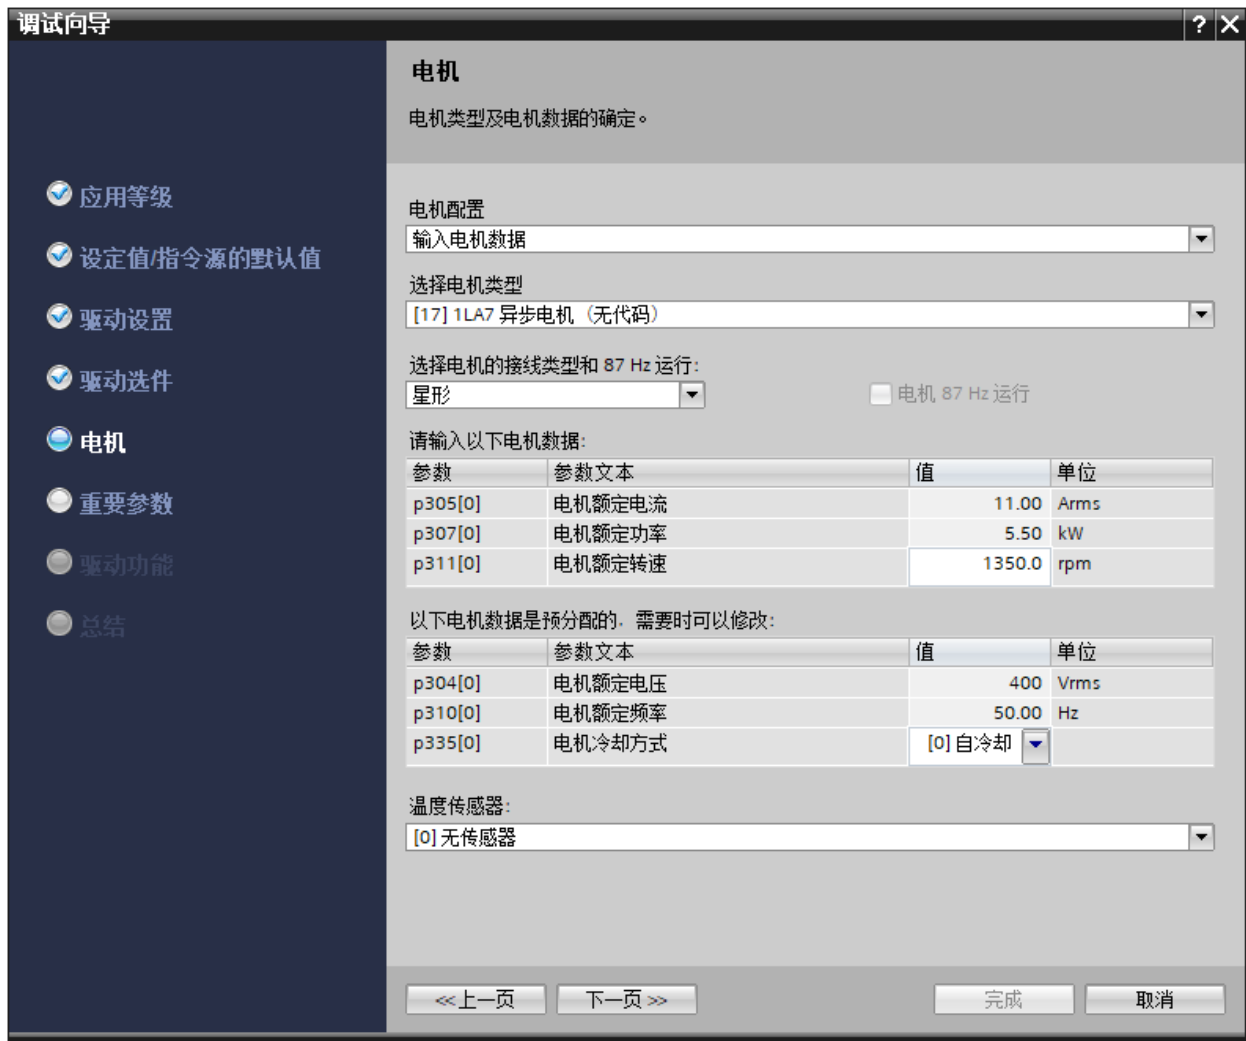 调试向导
? X
电机
电机类型及电机数据的确定。
应用等级
设定值/指令源的默认值
驱动设置
驱动选件
电机
重要参数
驱动功能
总结
电机配置
输入电机数据
选择电机类型
[17] 1LA7 异步电机（无代码）
选择电机的接线类型和 87 Hz 运行:
星形
电机 87 Hz 运行
请输入以下电机数据:
参数 参数文本 值 单位
p305[0] 电机额定电流 11.00 Arms
p307[0] 电机额定功率 5.50 kW
p311[0] 电机额定转速 1350.0 rpm
以下电机数据是预分配的, 需要时可以修改:
参数 参数文本 值 单位
p304[0] 电机额定电压 400 Vrms
p310[0] 电机额定频率 50.00 Hz
p335[0] 电机冷却方式 [0] 自冷却
温度传感器:
[0] 无传感器
<<上一页 下一页>> 完成 取消